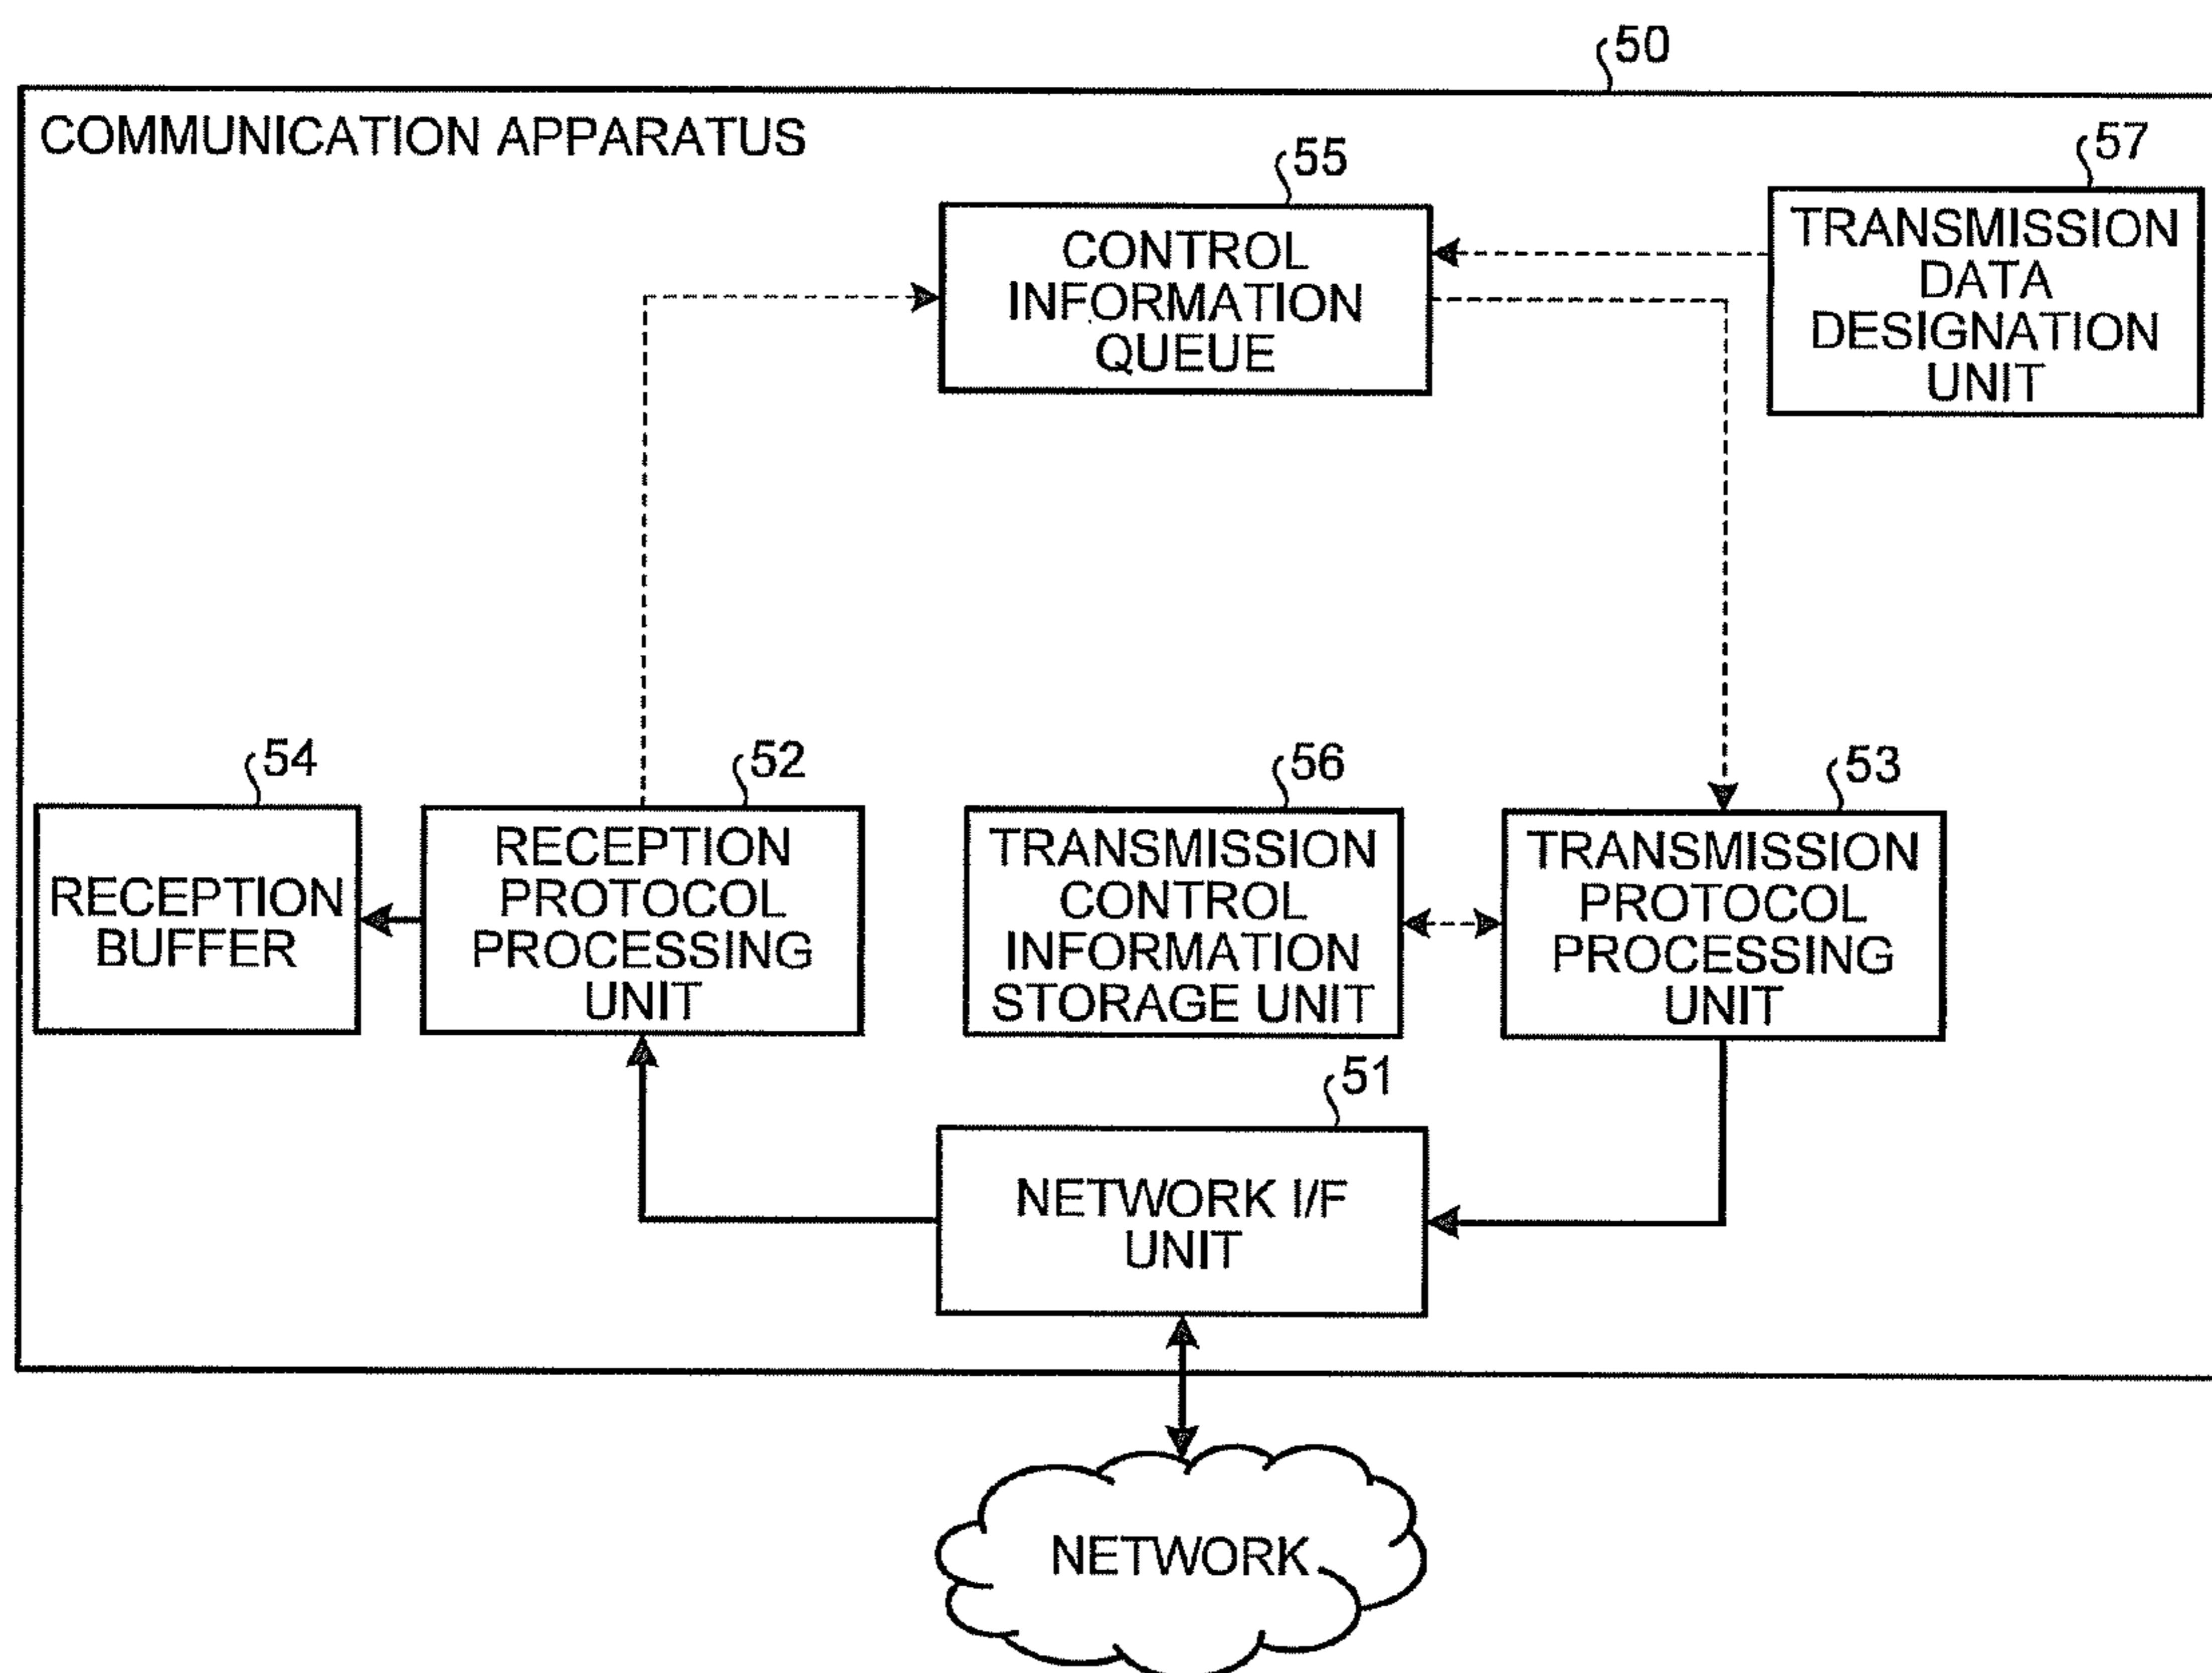 50
COMMUNICATION APPARATUS
55
57
CONTROL
INFORMATION
QUEUE
TRANSMISSION
DATA
DESIGNATION
UNIT
54
52
56
53
RECEPTION
BUFFER
RECEPTION
PROTOCOL
PROCESSING
UNIT
TRANSMISSION
CONTROL
INFORMATION
STORAGE UNIT
TRANSMISSION
PROTOCOL
PROCESSING
UNIT
51
NETWORK I/F
UNIT
NETWORK